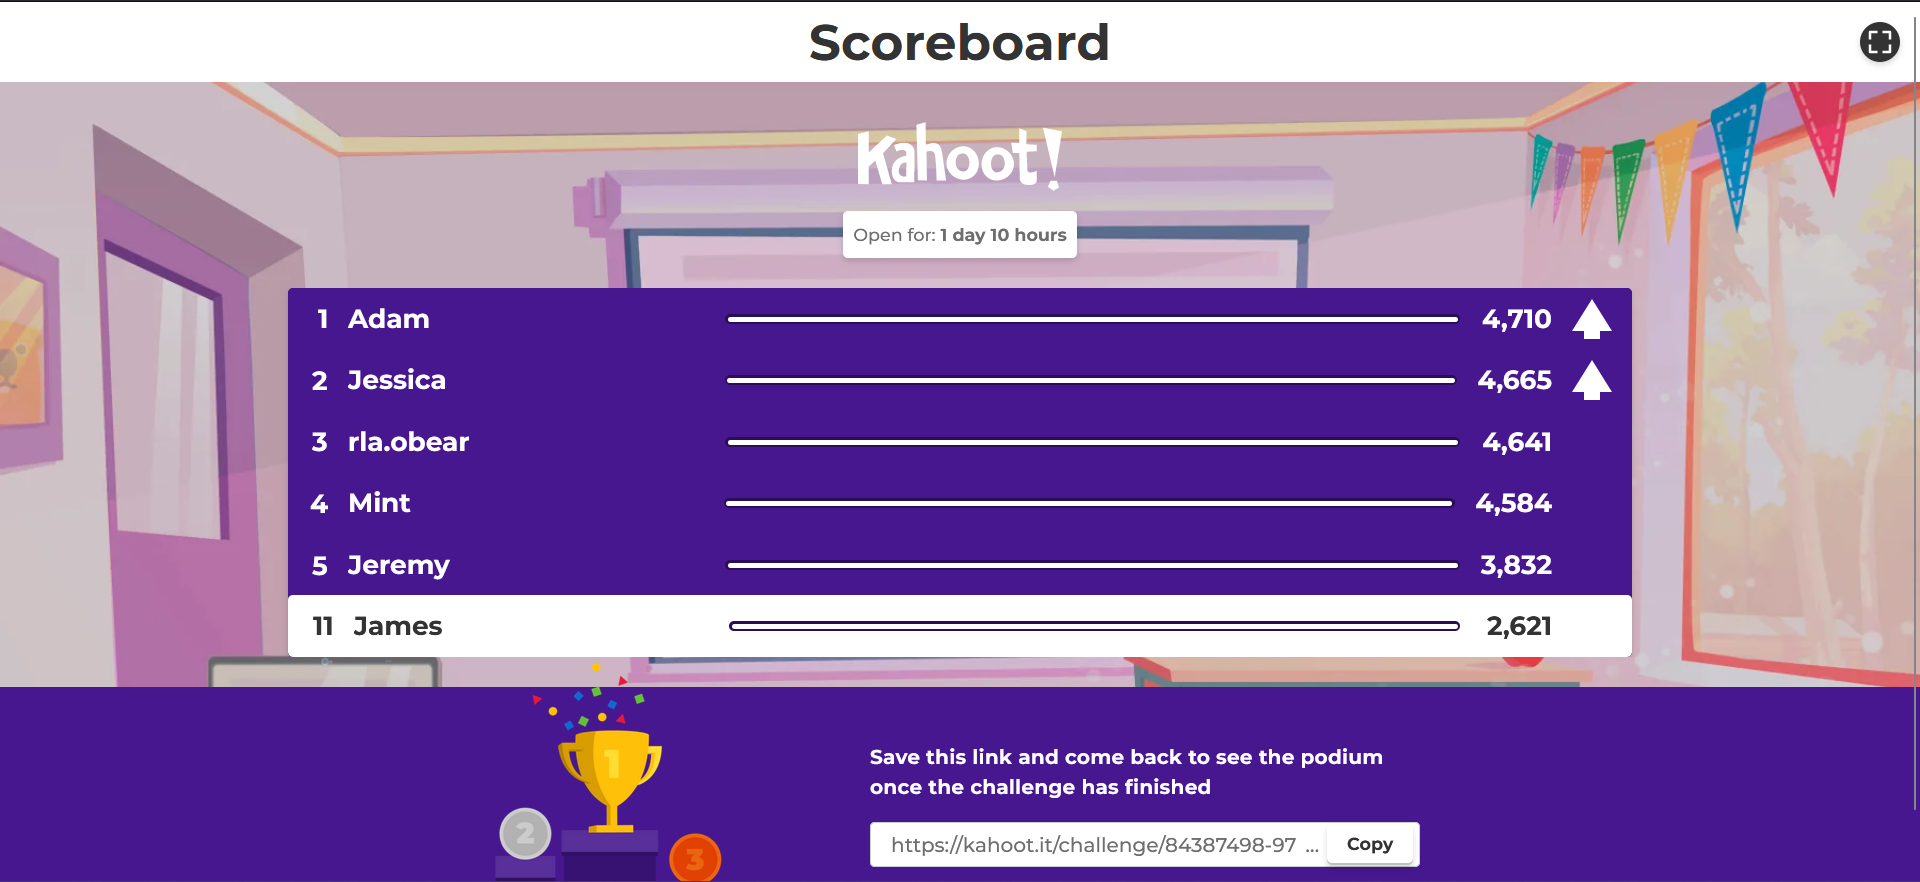 Scoreboard
Kahoot!
Open for: 1 day 10 hours
1 Adam 4,710
2 Jessica 4,665
3 rla.obear 4,641
4 Mint 4,584
5 Jeremy 3,832
11 James 2,621
1
2
3
Save this link and come back to see the podium
once the challenge has finished
https://kahoot.it/challenge/84387498-97 ... Copy